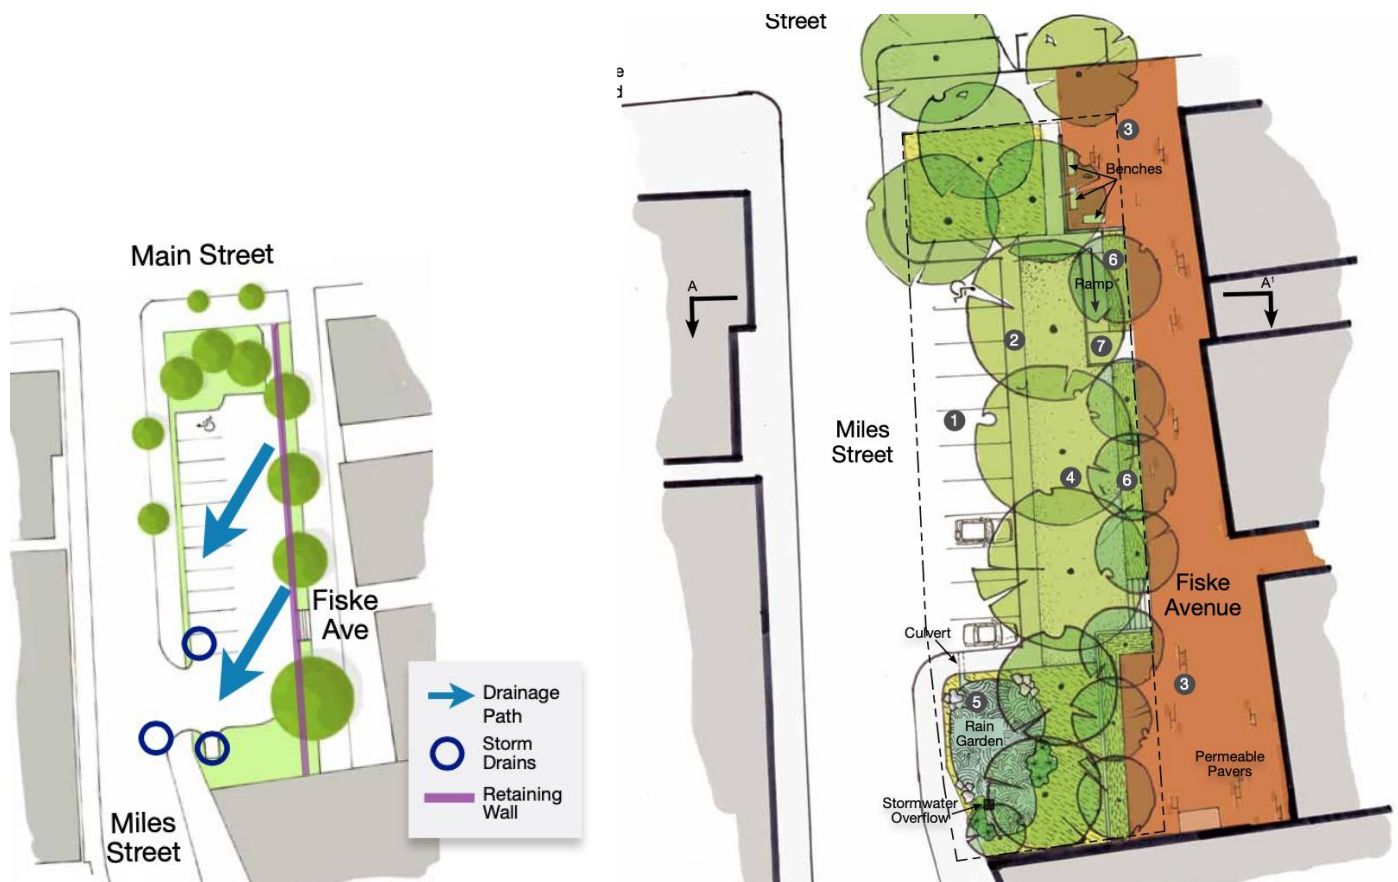 Main Street
Fiske
Ave
Miles
Street
Drainage
Path
Storm
Drains
Retaining
Wall
Street
e
d
3
Benches
6
Ramp
A
A¹
2
7
1
Miles
Street
4
6
Fiske
Avenue
Culvert
3
5
Rain
Garden
Permeable
Pavers
Stormwater
Overflow